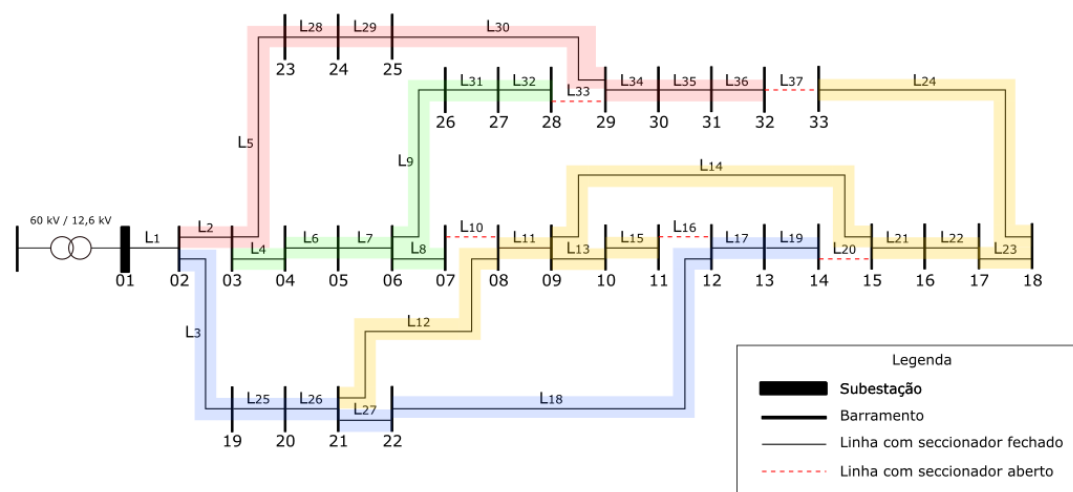 L28 L29 L30
23 24 25
L31 L32 L33 L34 L35 L36 L37 L24
26 27 28 29 30 31 32 33
L5 L9 L14
60 kV / 12,6 kV
L1 L2 L4 L6 L7 L8 L10 L11 L13 L15 L16 L17 L19 L20 L21 L22 L23
01 02 03 04 05 06 07 08 09 10 11 12 13 14 15 16 17 18
L3 L12
L25 L26 L27 L18
19 20 21 22
Legenda
Subestação
Barramento
Linha com seccionador fechado
Linha com seccionador aberto